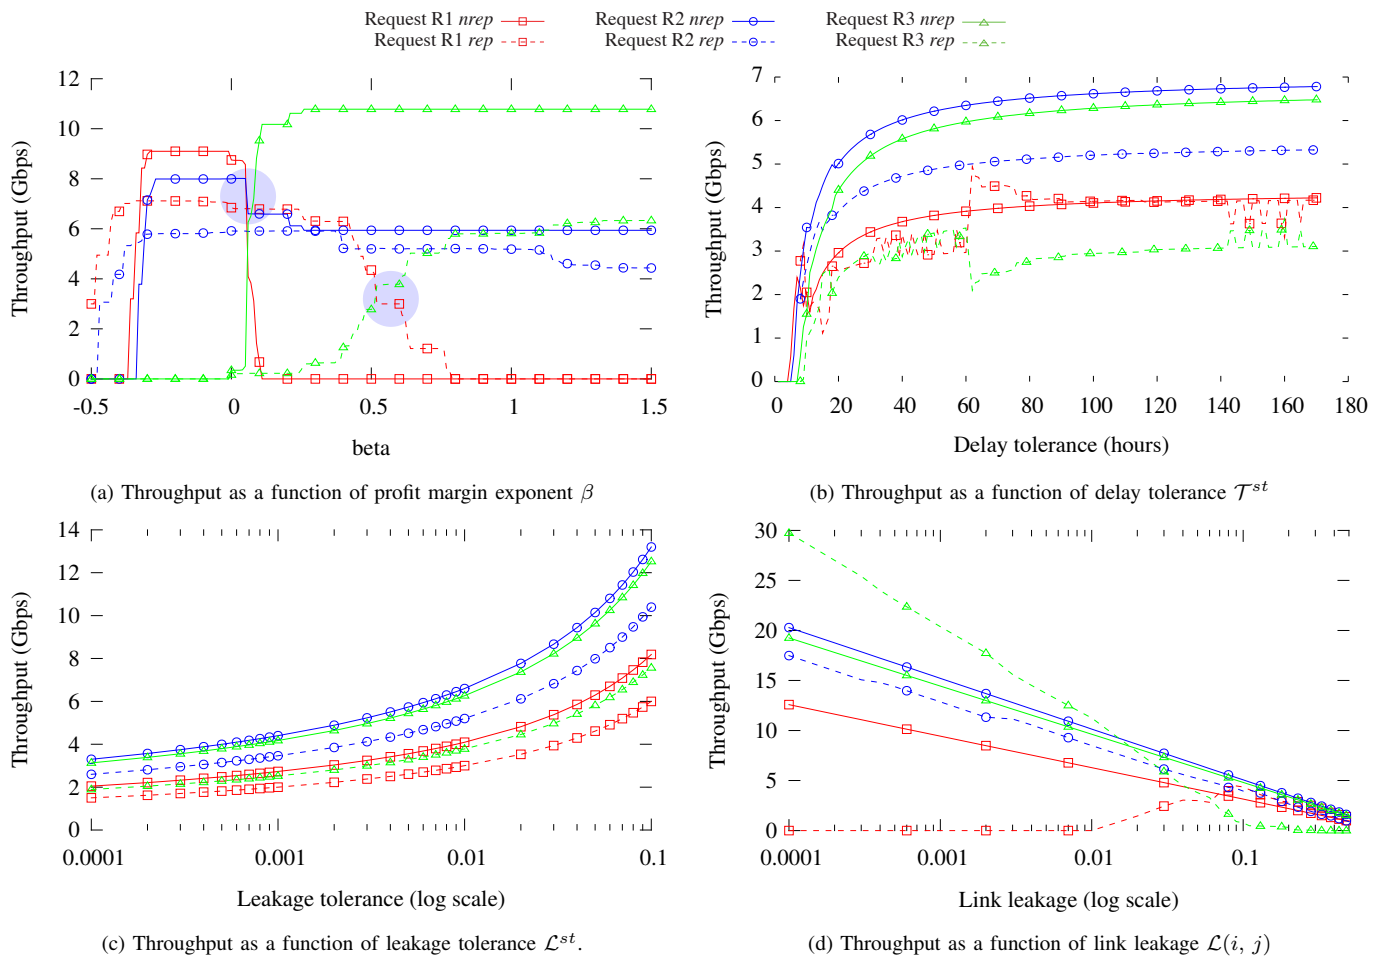 Request R1 nrep
Request R2 nrep
Request R3 nrep
Request R1 rep
Request R2 rep
Request R3 rep
Throughput (Gbps)
12
10
8
6
4
2
0
-0.5
0
0.5
1
1.5
beta
(a) Throughput as a function of profit margin exponent β
Throughput (Gbps)
7
6
5
4
3
2
1
0
0
20
40
60
80
100
120
140
160
180
Delay tolerance (hours)
(b) Throughput as a function of delay tolerance 𝒯^{st}
Throughput (Gbps)
14
12
10
8
6
4
2
0
0.0001
0.001
0.01
0.1
Leakage tolerance (log scale)
(c) Throughput as a function of leakage tolerance ℒ^{st}.
Throughput (Gbps)
30
25
20
15
10
5
0
0.0001
0.001
0.01
0.1
Link leakage (log scale)
(d) Throughput as a function of link leakage ℒ(i, j)